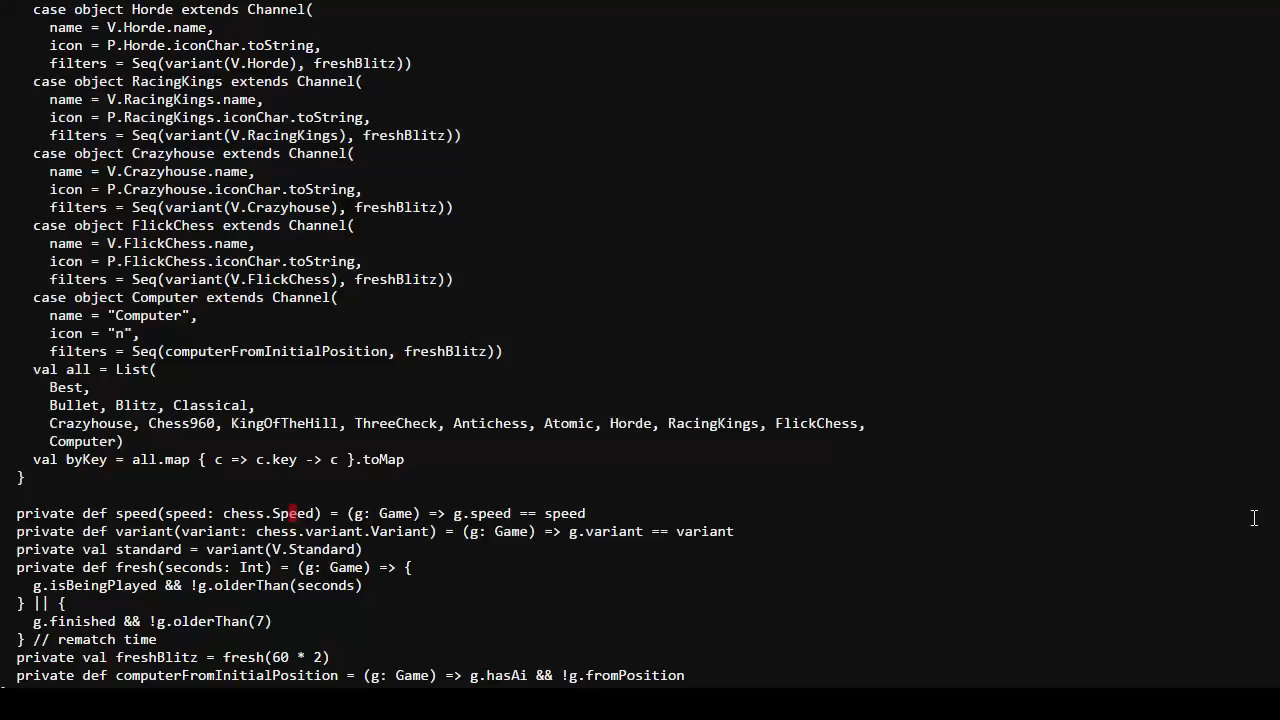 case object Horde extends Channel(
name = V.Horde.name,
icon = P.Horde.iconChar.toString,
filters = Seq(variant(V.Horde), freshBlitz))
case object RacingKings extends Channel(
name = V.RacingKings.name,
icon = P.RacingKings.iconChar.toString,
filters = Seq(variant(V.RacingKings), freshBlitz))
case object Crazyhouse extends Channel(
name = V.Crazyhouse.name,
icon = P.Crazyhouse.iconChar.toString,
filters = Seq(variant(V.Crazyhouse), freshBlitz))
case object FlickChess extends Channel(
name = V.FlickChess.name,
icon = P.FlickChess.iconChar.toString,
filters = Seq(variant(V.FlickChess), freshBlitz))
case object Computer extends Channel(
name = "Computer",
icon = "n",
filters = Seq(computerFromInitialPosition, freshBlitz))
val all = List(
Best,
Bullet, Blitz, Classical,
Crazyhouse, Chess960, KingOfTheHill, ThreeCheck, Antichess, Atomic, Horde, RacingKings, FlickChess,
Computer)
val byKey = all.map { c => c.key -> c }.toMap
}
private def speed(speed: chess.Speed) = (g: Game) => g.speed == speed
private def variant(variant: chess.variant.Variant) = (g: Game) => g.variant == variant
private val standard = variant(V.Standard)
private def fresh(seconds: Int) = (g: Game) => {
g.isBeingPlayed && !g.olderThan(seconds)
} || {
g.finished && !g.olderThan(7)
} // rematch time
private val freshBlitz = fresh(60 * 2)
private def computerFromInitialPosition = (g: Game) => g.hasAi && !g.fromPosition